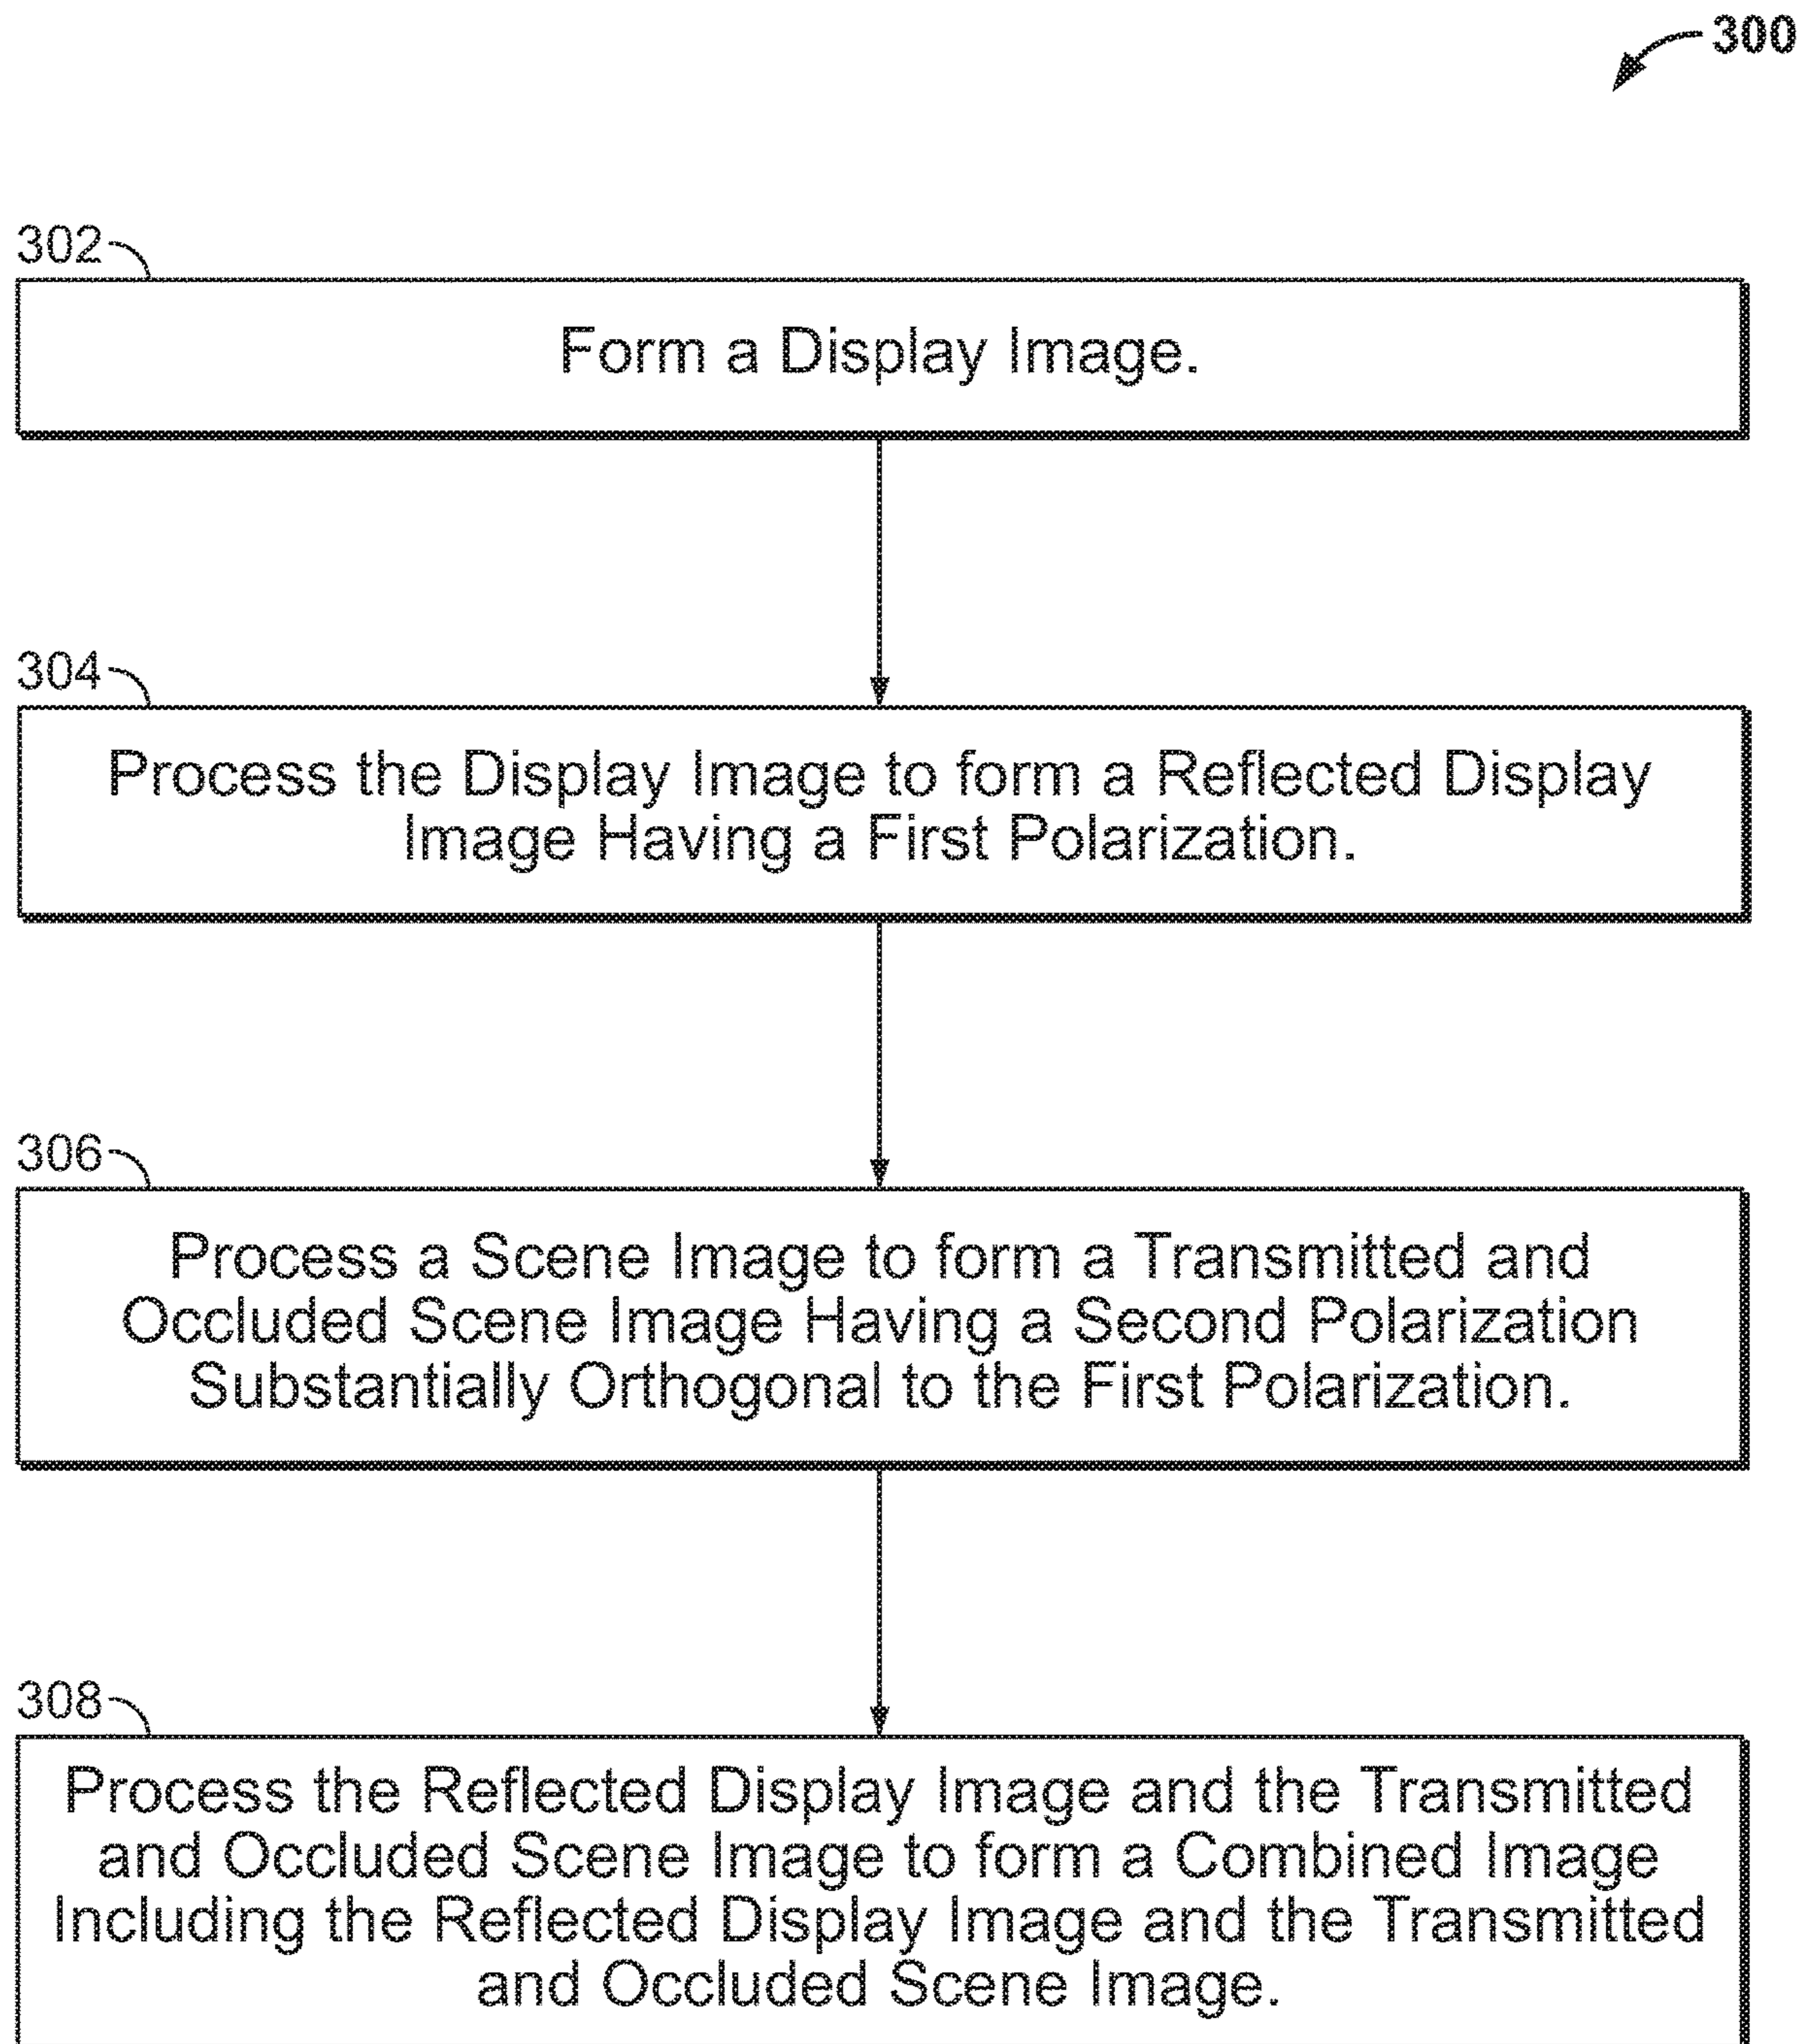 300
302
Form a Display Image.
304
Process the Display Image to form a Reflected Display
Image Having a First Polarization.
306
Process a Scene Image to form a Transmitted and
Occluded Scene Image Having a Second Polarization
Substantially Orthogonal to the First Polarization.
308
Process the Reflected Display Image and the Transmitted
and Occluded Scene Image to form a Combined Image
Including the Reflected Display Image and the Transmitted
and Occluded Scene Image.